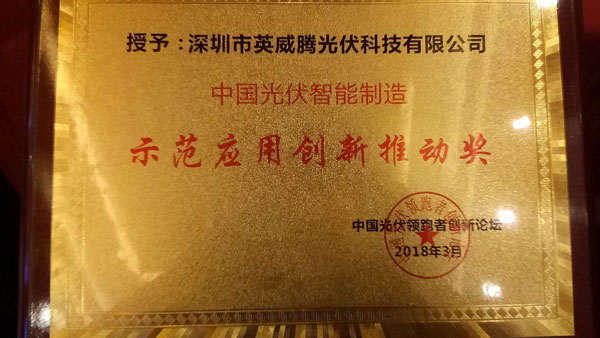 授予：深圳市英威腾光伏科技有限公司
中国光伏智能制造
示范应用创新推动奖
中国光伏领跑者创新论坛
2018年3月